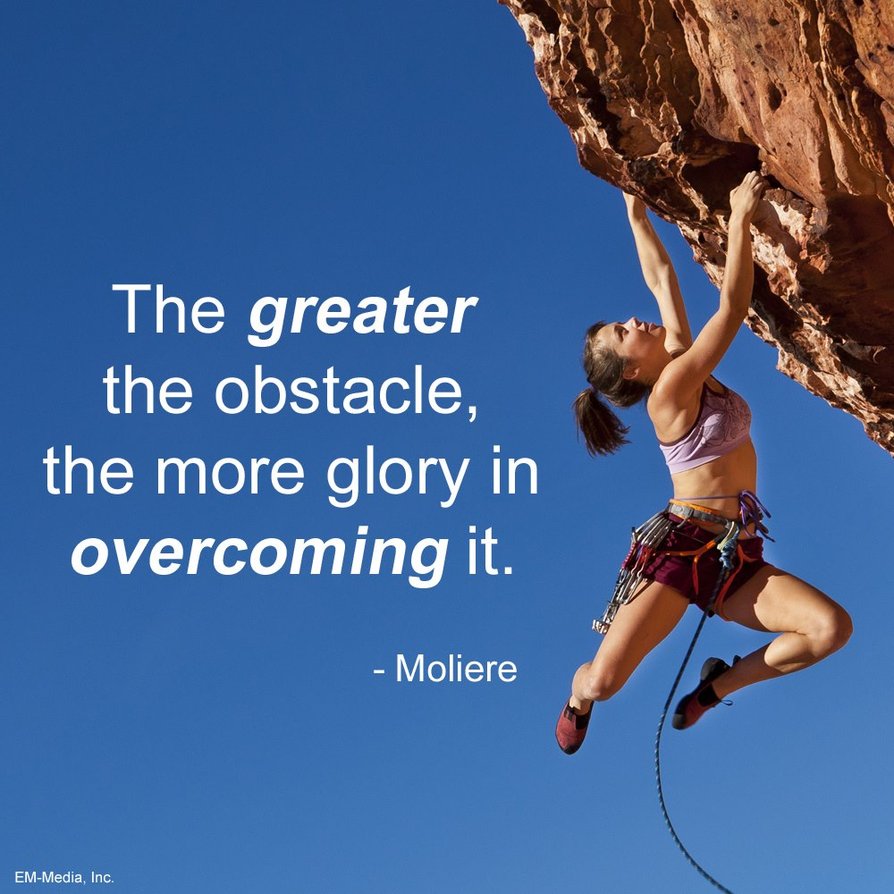 The greater
the obstacle,
the more glory in
overcoming it.
- Moliere
EM-Media, Inc.